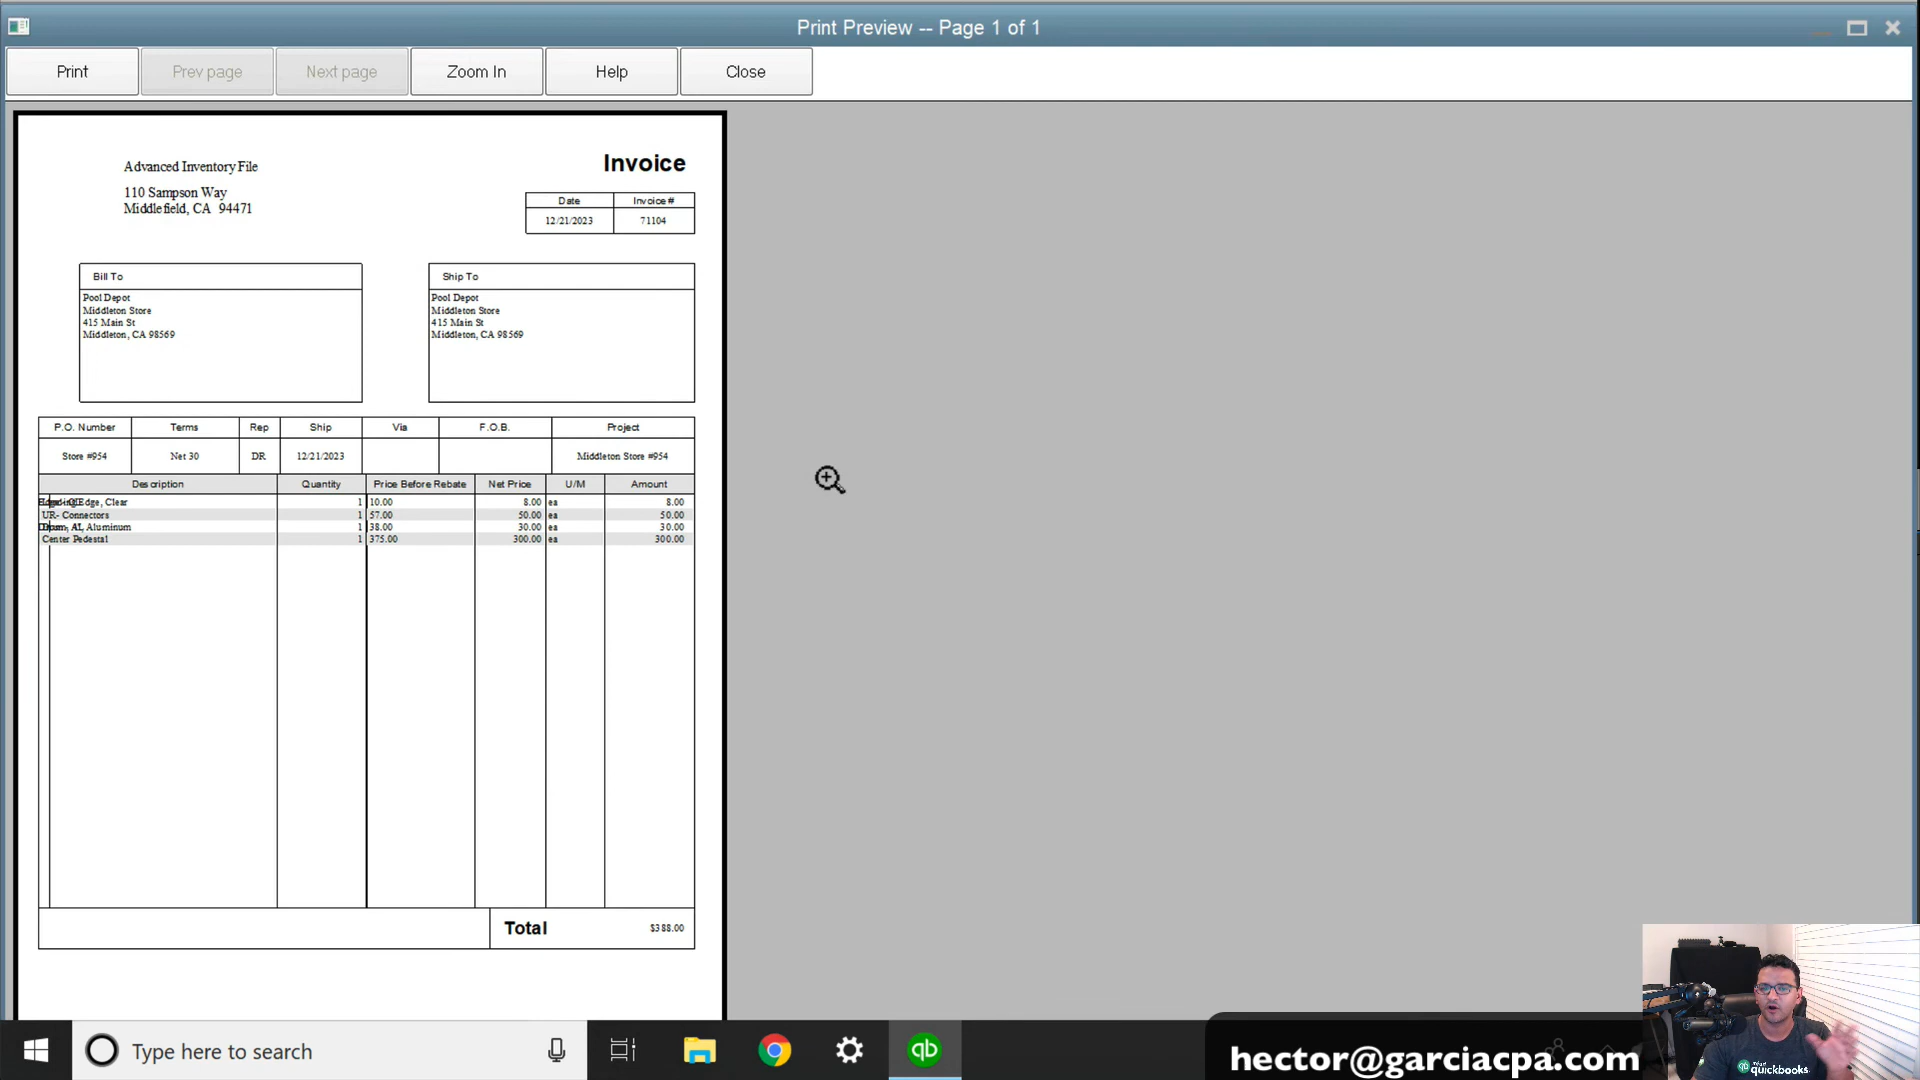 Print Preview -- Page 1 of 1
Print Prev page Next page Zoom In Help Close
Advanced Inventory File
Invoice
110 Sampson Way
Middlefield, CA 94471
Date Invoice #
12/21/2023 71104
Bill To
Pool Depot
Middleton Store
415 Main St
Middleton, CA 98569
Ship To
Pool Depot
Middleton Store
415 Main St
Middleton, CA 98569
P.O. Number Terms Rep Ship Via F.O.B. Project
Store #954 Net 30 DR 12/21/2023 Middleton Store #954
Description Quantity Price Before Rebate Net Price U/M Amount
Edge, Clear 1 10.00 8.00 ea 8.00
UR- Connectors 1 57.00 50.00 ea 50.00
Aluminum 1 38.00 30.00 ea 30.00
Center Pedestal 1 375.00 300.00 ea 300.00
Total $388.00
Type here to search
qb
hector@garciacpa.com
quickbooks